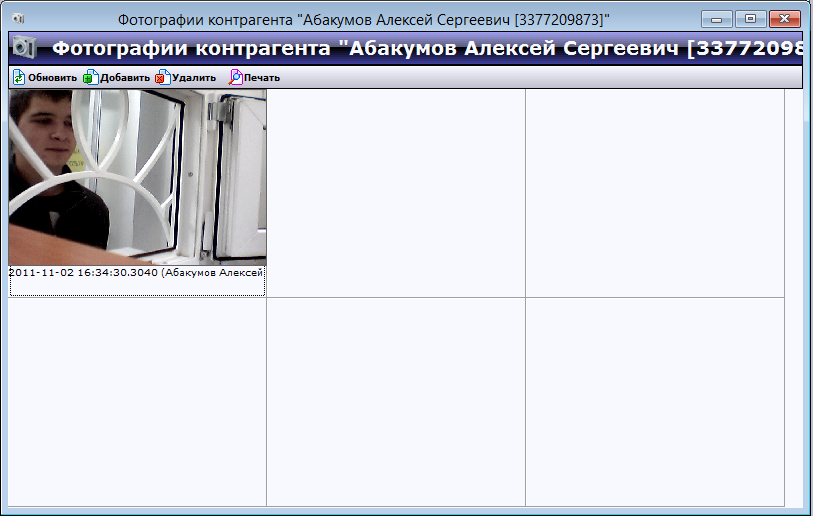 Фотографии контрагента "Абакумов Алексей Сергеевич [3377209873]"
Фотографии контрагента "Абакумов Алексей Сергеевич [33772098
Обновить Добавить Удалить Печать
2011-11-02 16:34:30.3040 (Абакумов Алексей